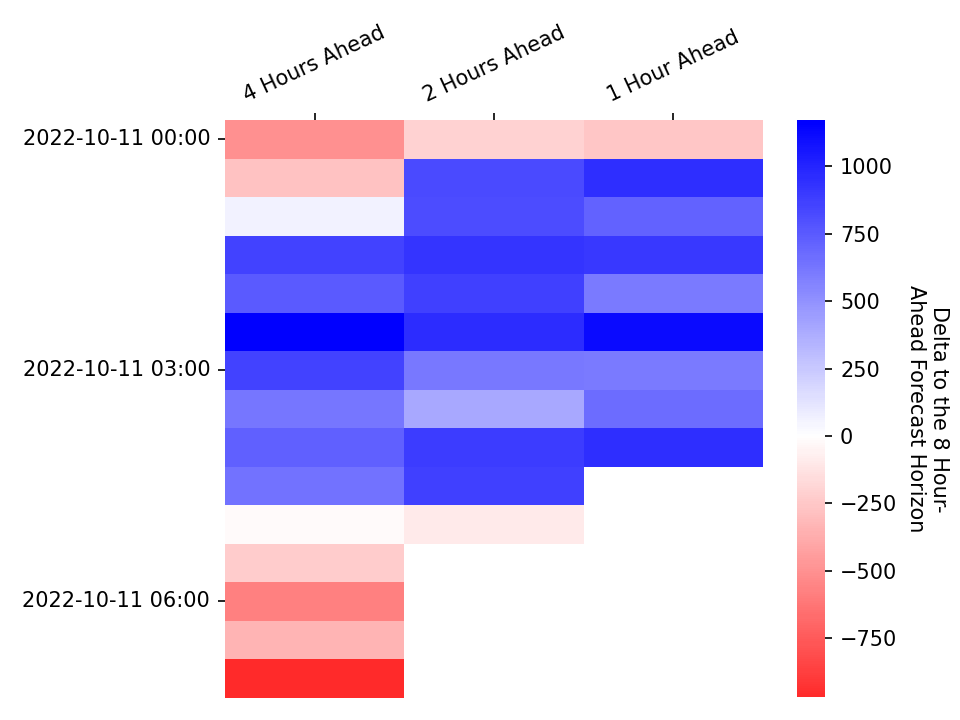 4 Hours Ahead
2 Hours Ahead
1 Hour Ahead
2022-10-11 00:00
2022-10-11 03:00
2022-10-11 06:00
1000
750
500
250
0
−250
−500
−750
Delta to the 8 Hour-
Ahead Forecast Horizon